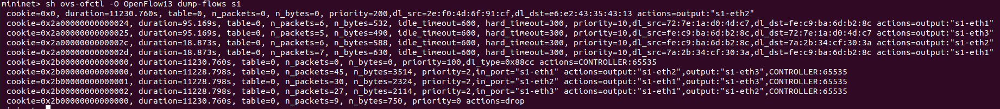 mininet> sh ovs-ofctl -O OpenFlow13 dump-flows s1
cookie=0x0, duration=11230.760s, table=0, n_packets=0, n_bytes=0, priority=200,dl_src=2e:f0:4d:6f:91:cf,dl_dst=e6:e2:43:35:43:13 actions=output:"s1-eth2"
cookie=0x2a00000000000024, duration=95.169s, table=0, n_packets=6, n_bytes=532, idle_timeout=600, hard_timeout=300, priority=10,dl_src=72:7e:1a:d0:4d:c7,dl_dst=fe:c9:ba:6d:b2:8c actions=output:"s1-eth1"
cookie=0x2a00000000000025, duration=95.169s, table=0, n_packets=5, n_bytes=490, idle_timeout=600, hard_timeout=300, priority=10,dl_src=fe:c9:ba:6d:b2:8c,dl_dst=72:7e:1a:d0:4d:c7 actions=output:"s1-eth3"
cookie=0x2a0000000000002c, duration=18.873s, table=0, n_packets=6, n_bytes=588, idle_timeout=600, hard_timeout=300, priority=10,dl_src=fe:c9:ba:6d:b2:8c,dl_dst=7a:2b:34:cf:30:3a actions=output:"s1-eth2"
cookie=0x2a0000000000002d, duration=18.873s, table=0, n_packets=7, n_bytes=630, idle_timeout=600, hard_timeout=300, priority=10,dl_src=7a:2b:34:cf:30:3a,dl_dst=fe:c9:ba:6d:b2:8c actions=output:"s1-eth1"
cookie=0x2b00000000000000, duration=11230.760s, table=0, n_packets=0, n_bytes=0, priority=100,dl_type=0x88cc actions=CONTROLLER:65535
cookie=0x2b00000000000000, duration=11228.798s, table=0, n_packets=45, n_bytes=3514, priority=2,in_port="s1-eth1" actions=output:"s1-eth2",output:"s1-eth3",CONTROLLER:65535
cookie=0x2b00000000000001, duration=11228.798s, table=0, n_packets=30, n_bytes=2324, priority=2,in_port="s1-eth2" actions=output:"s1-eth1",output:"s1-eth3",CONTROLLER:65535
cookie=0x2b00000000000002, duration=11228.798s, table=0, n_packets=27, n_bytes=2114, priority=2,in_port="s1-eth3" actions=output:"s1-eth1",output:"s1-eth2",CONTROLLER:65535
cookie=0x2b00000000000000, duration=11230.760s, table=0, n_packets=9, n_bytes=750, priority=0 actions=drop
mininet>